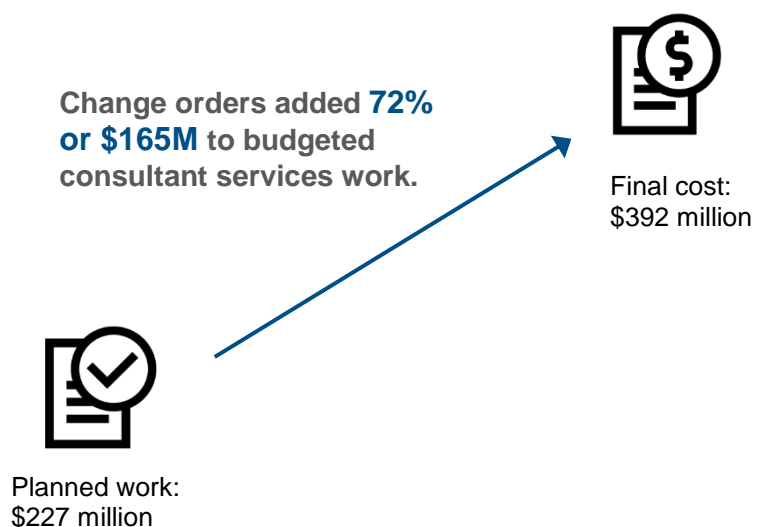 Change orders added 72%
or $165M to budgeted
consultant services work.
$
Final cost:
$392 million
Planned work:
$227 million